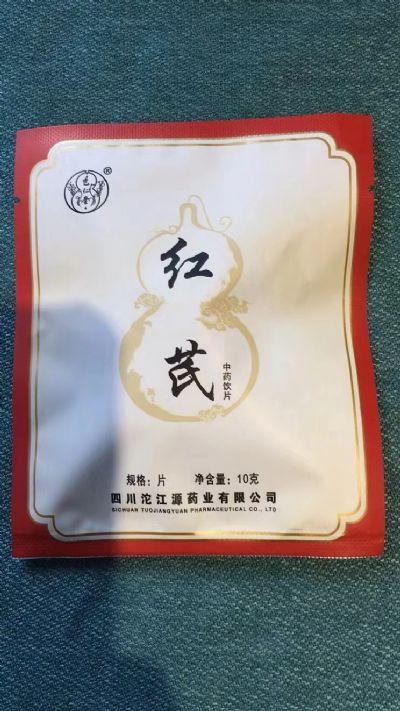 ®
红芪
中药饮片
规格：片 净含量：10克
四川沱江源药业有限公司
SICHUAN TUOJIANGYUAN PHARMACEUTICAL CO., LTD